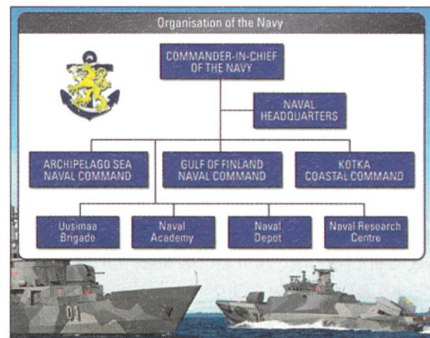 Organisation of the Navy
COMMANDER-IN-CHIEF
OF THE NAVY
NAVAL
HEADQUARTERS
ARCHIPELAGO SEA
NAVAL COMMAND
GULF OF FINLAND
NAVAL COMMAND
KOTKA
COASTAL COMMAND
Uusimaa
Brigade
Naval
Academy
Naval
Depot
Naval Research
Centre
04